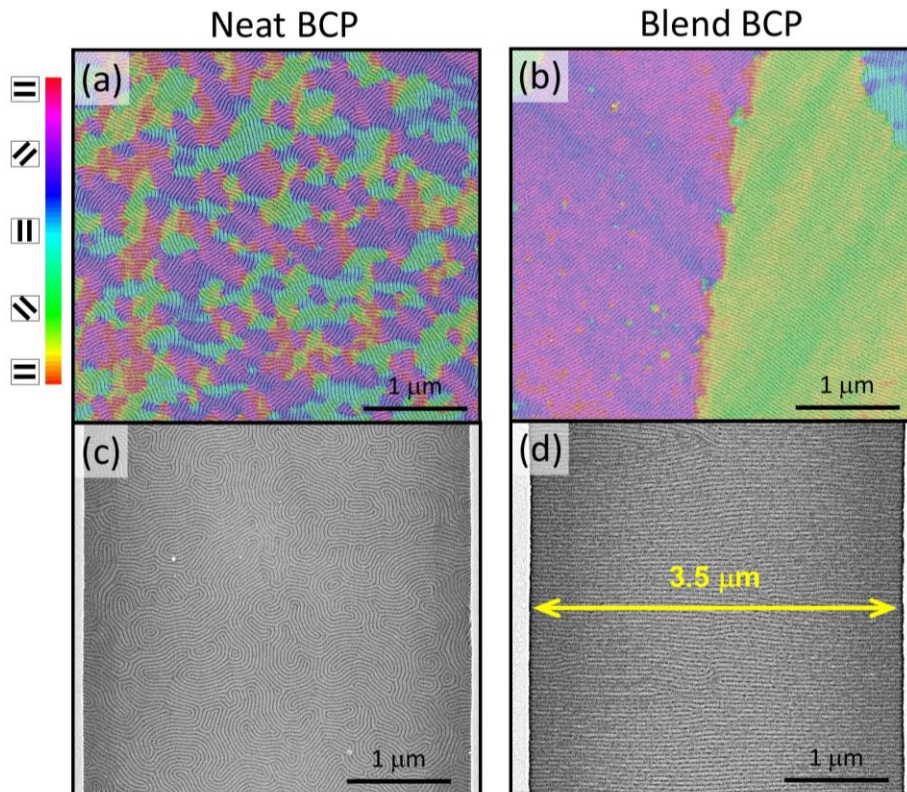 Neat BCP
Blend BCP
(a)
(b)
1 μm
1 μm
(c)
(d)
3.5 μm
1 μm
1 μm